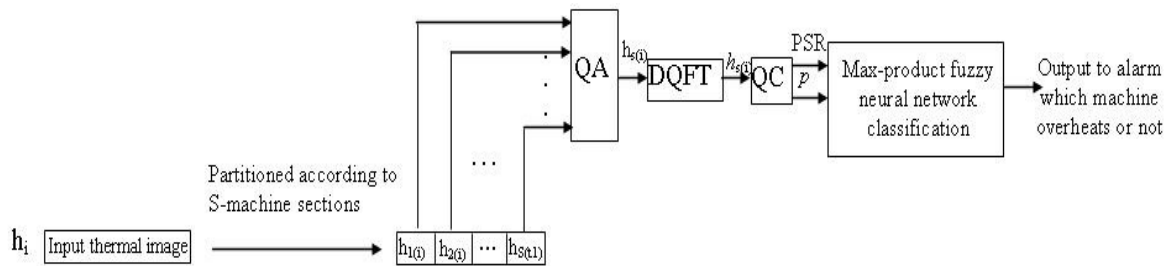 h_i Input thermal image
Partitioned according to
S-machine sections
h_1(i) h_2(i) ... h_S(t1)
...
QA
h_s(i)
DQFT
h_s(i)
QC
PSR
p
Max-product fuzzy
neural network
classification
Output to alarm
which machine
overheats or not